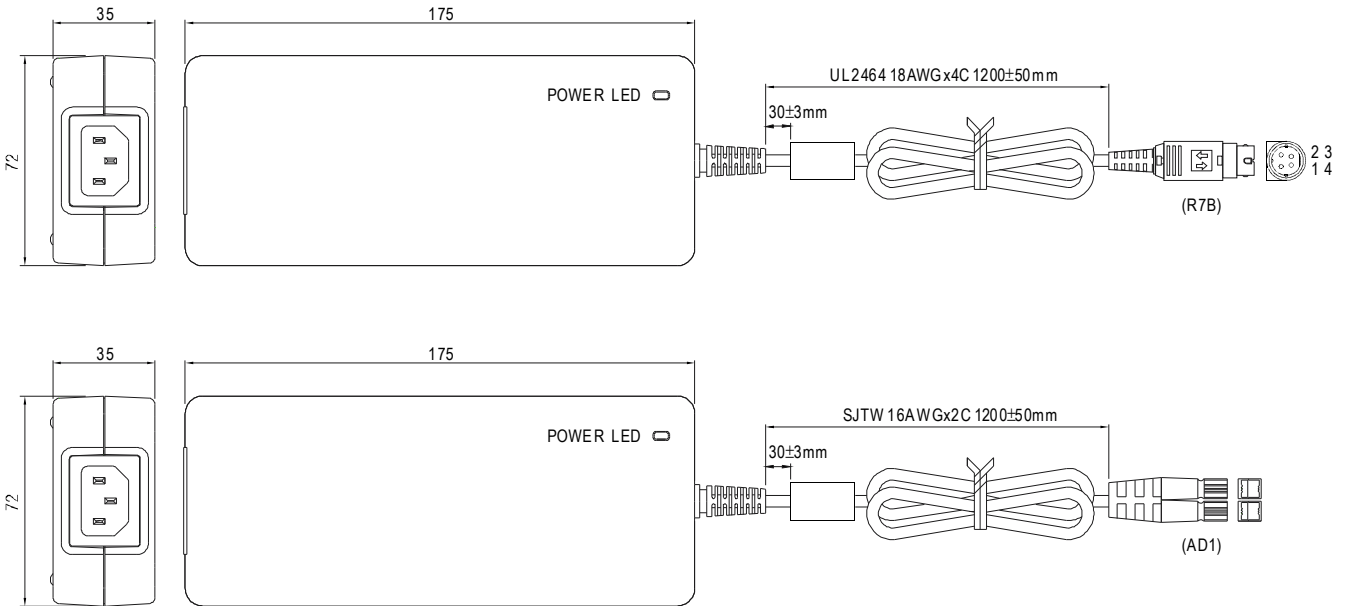 35
175
UL2464 18AWGx4C 1200±50mm
POWER LED
30±3mm
72
2 3
1 4
(R7B)
35
175
SJTW 16AWGx2C 1200±50mm
POWER LED
30±3mm
72
(AD1)